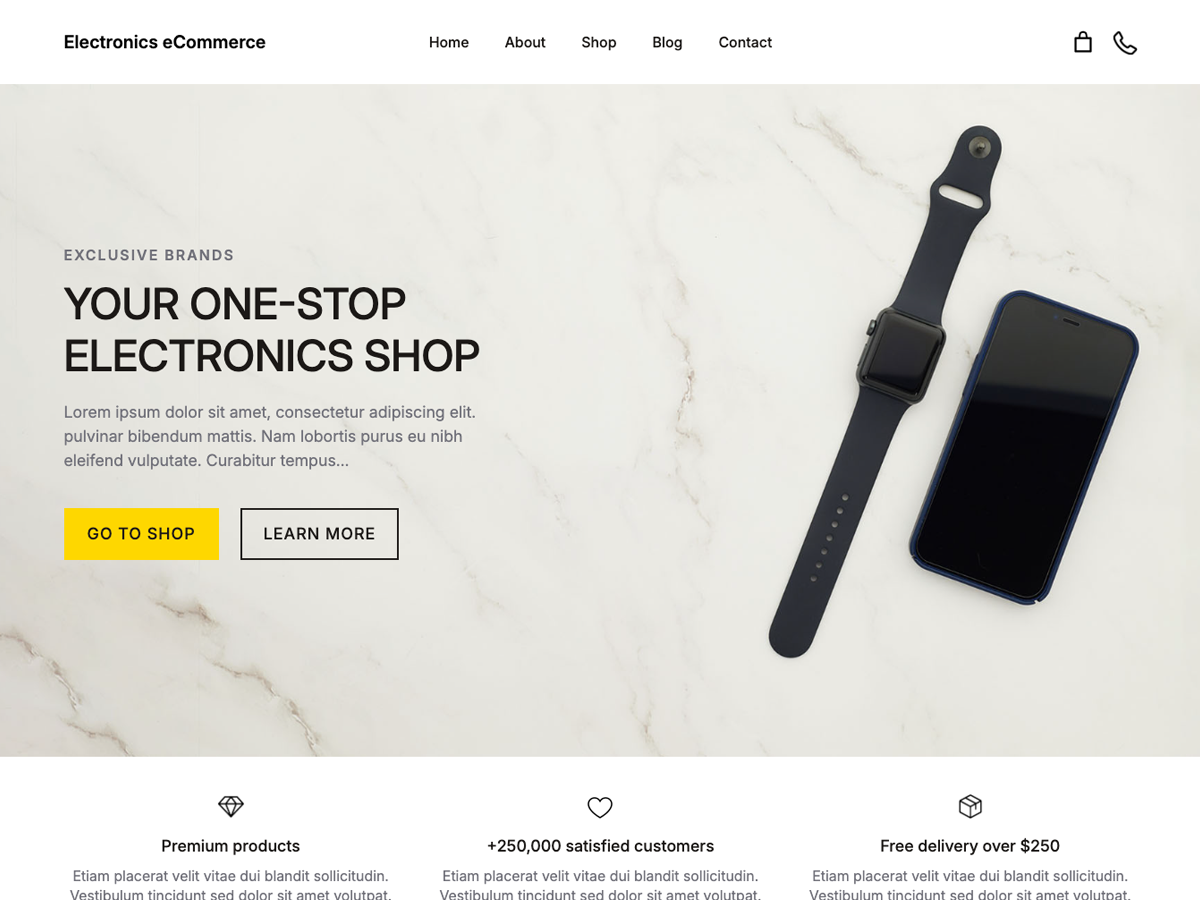 Electronics eCommerce
Home About Shop Blog Contact
EXCLUSIVE BRANDS
YOUR ONE-STOP
ELECTRONICS SHOP
Lorem ipsum dolor sit amet, consectetur adipiscing elit.
pulvinar bibendum mattis. Nam lobortis purus eu nibh
eleifend vulputate. Curabitur tempus...
GO TO SHOP LEARN MORE
Premium products
Etiam placerat velit vitae dui blandit sollicitudin.
Vestibulum tincidunt sed dolor sit amet volutpat.
+250,000 satisfied customers
Etiam placerat velit vitae dui blandit sollicitudin.
Vestibulum tincidunt sed dolor sit amet volutpat.
Free delivery over $250
Etiam placerat velit vitae dui blandit sollicitudin.
Vestibulum tincidunt sed dolor sit amet volutpat.